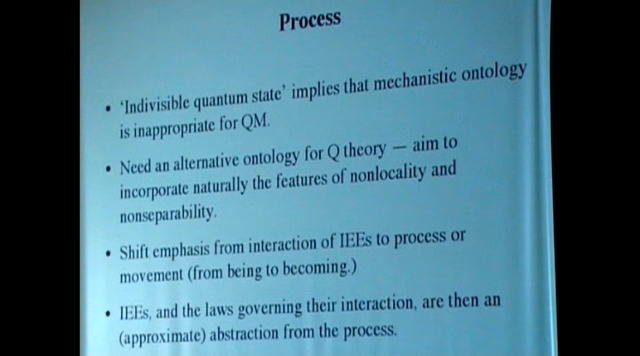 Process
• ‘Indivisible quantum state’ implies that mechanistic ontology
is inappropriate for QM.
• Need an alternative ontology for Q theory — aim to
incorporate naturally the features of nonlocality and
nonseparability.
• Shift emphasis from interaction of IEEs to process or
movement (from being to becoming.)
• IEEs, and the laws governing their interaction, are then an
(approximate) abstraction from the process.